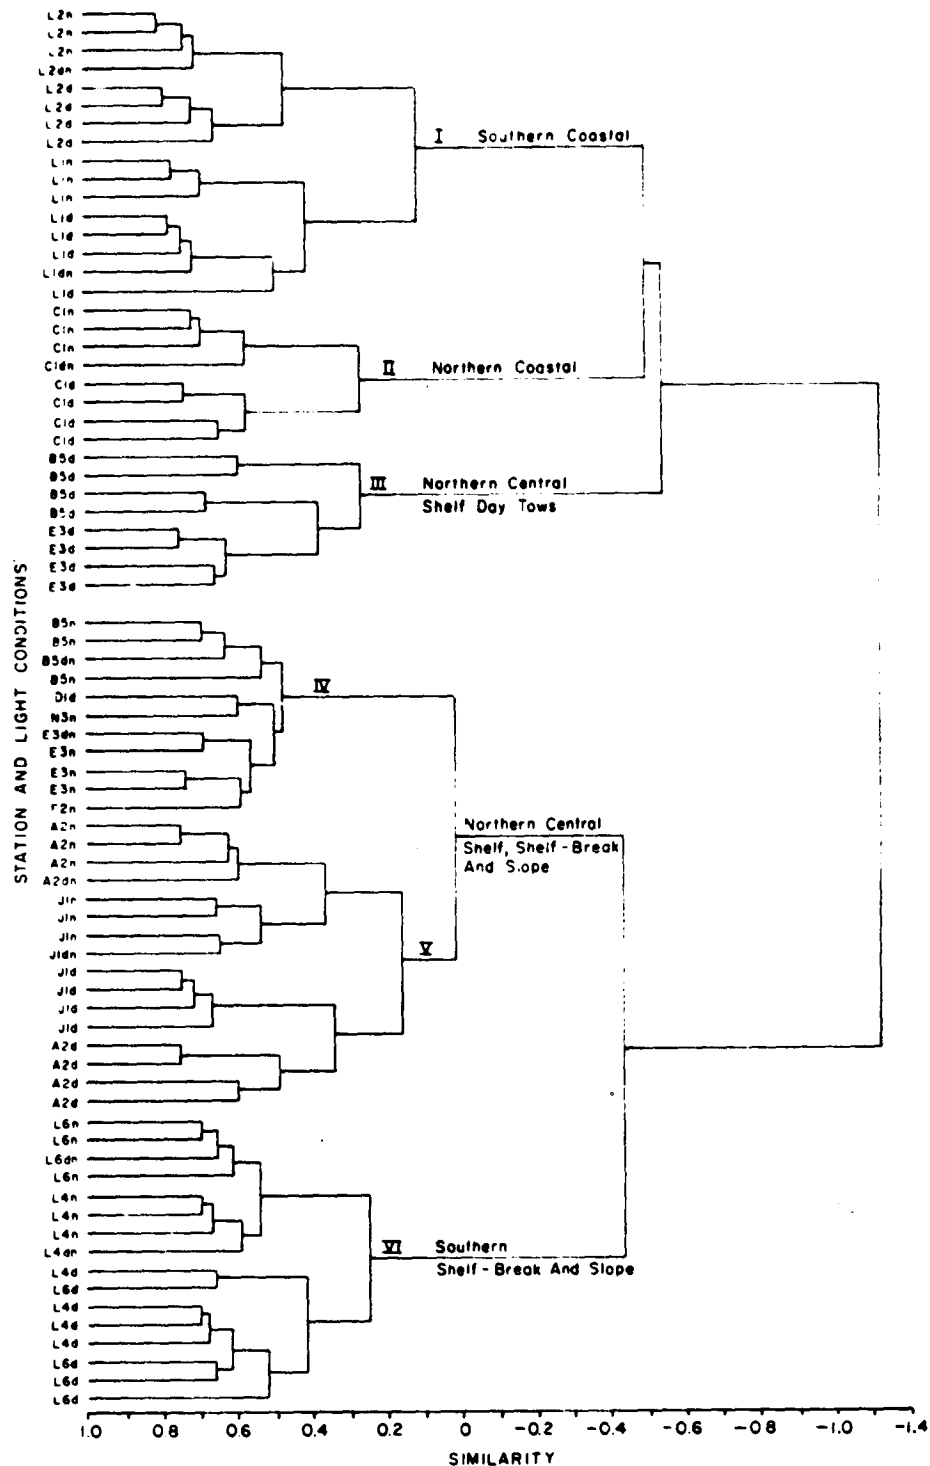 L2n
L2n
L2n
L2dn
L2d
L2d
L2d
L2d
L1n
L1n
L1n
L1d
L1d
L1d
L1dn
L1d
C1n
C1n
C1n
C1dn
C1d
C1d
C1d
C1d
B5d
B5d
B5d
B5d
E3d
E3d
E3d
E3d
B5n
B5n
B5dn
B5n
D1d
N3n
E3dn
E3n
E3n
E3n
F2n
A2n
A2n
A2n
A2dn
J1n
J1n
J1n
J1dn
J1d
J1d
J1d
J1d
A2d
A2d
A2d
A2d
L6n
L6n
L6dn
L6n
L4n
L4n
L4n
L4dn
L4d
L6d
L4d
L4d
L4d
L6d
L6d
L6d
STATION AND LIGHT CONDITIONS
I Southern Coastal
II Northern Coastal
III Northern Central
Shelf Day Tows
IV
Northern Central
Shelf, Shelf-Break
And Slope
V
VI Southern
Shelf-Break And Slope
1.0 0.8 0.6 0.4 0.2 0 -0.2 -0.4 -0.6 -0.8 -1.0 -1.2 -1.4
SIMILARITY